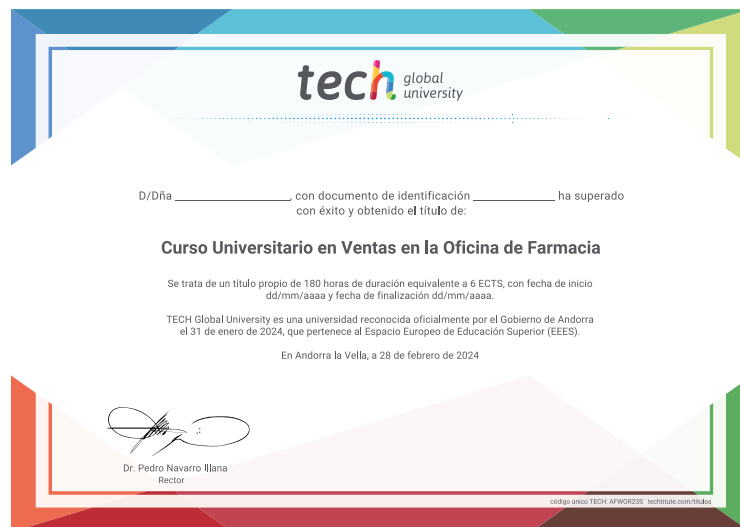 tech global university
D/Dña ____________________, con documento de identificación ______________ ha superado
con éxito y obtenido el título de:
Curso Universitario en Ventas en la Oficina de Farmacia
Se trata de un título propio de 180 horas de duración equivalente a 6 ECTS, con fecha de inicio
dd/mm/aaaa y fecha de finalización dd/mm/aaaa.
TECH Global University es una universidad reconocida oficialmente por el Gobierno de Andorra
el 31 de enero de 2024, que pertenece al Espacio Europeo de Educación Superior (EEES).
En Andorra la Vella, a 28 de febrero de 2024
Dr. Pedro Navarro Illana
Rector
código único TECH: AFWOR23S techtitute.com/titulos